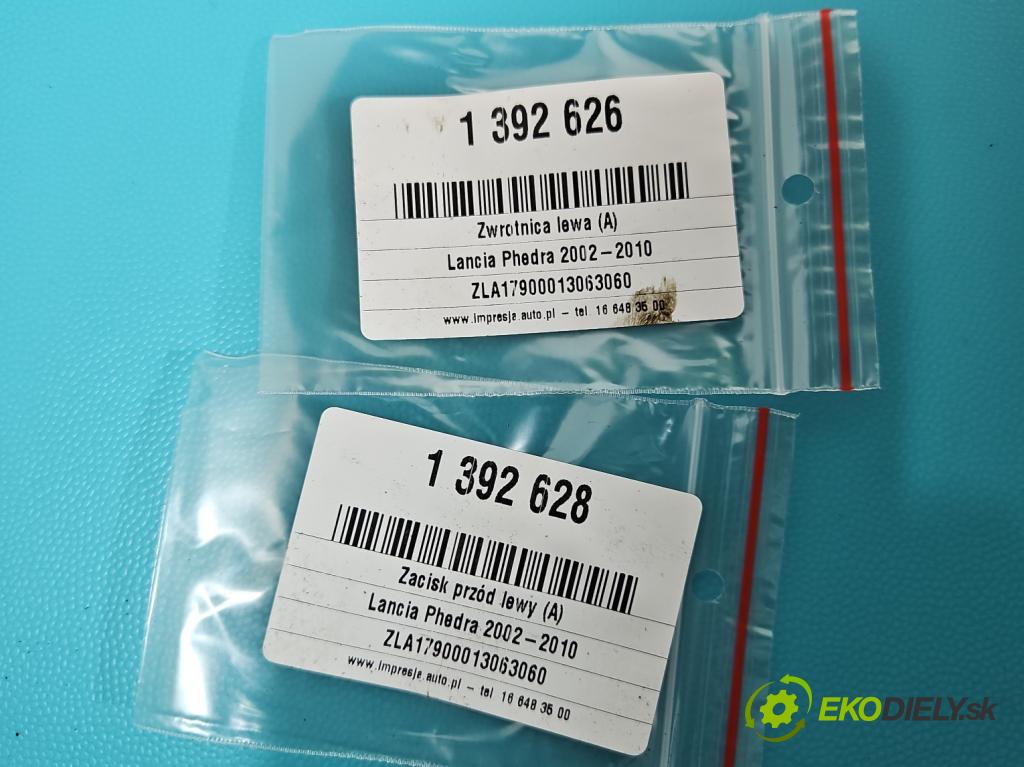 1 392 626
Zwrotnica lewa (A)
Lancia Phedra 2002-2010
ZLA17900013063060
www.impresja.auto.pl - tel. 16 648 35 00
1 392 628
Zacisk przód lewy (A)
Lancia Phedra 2002-2010
ZLA17900013063060
www.impresja.auto.pl - tel. 16 648 35 00
EKODIELY.sk